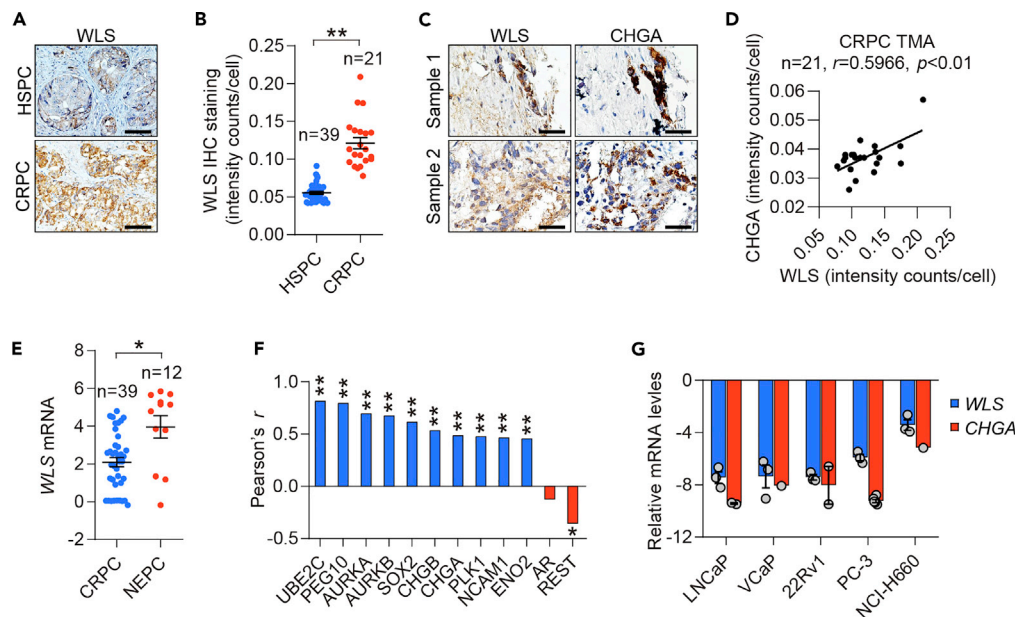 A
WLS
HSPC
CRPC
B
WLS IHC staining
(intensity counts/cell)
0.25
0.20
0.15
0.10
0.05
0.00
**
n=39
n=21
HSPC
CRPC
C
WLS
CHGA
Sample 1
Sample 2
D
CRPC TMA
n=21, r=0.5966, p<0.01
CHGA (intensity counts/cell)
0.06
0.05
0.04
0.03
0.02
0.05
0.10
0.15
0.20
0.25
WLS (intensity counts/cell)
E
WLS mRNA
8
6
4
2
0
-2
*
n=39
n=12
CRPC
NEPC
F
Pearson's r
1.0
0.5
0.0
-0.5
**
**
**
**
**
**
**
**
**
**
*
UBE2C
PEG10
AURKA
AURKB
SOX2
CHGB
CHGA
PLK1
NCAM1
ENO2
AR
REST
G
Relative mRNA levels
0
-4
-8
-12
WLS
CHGA
LNCaP
VCaP
22Rv1
PC-3
NCI-H660